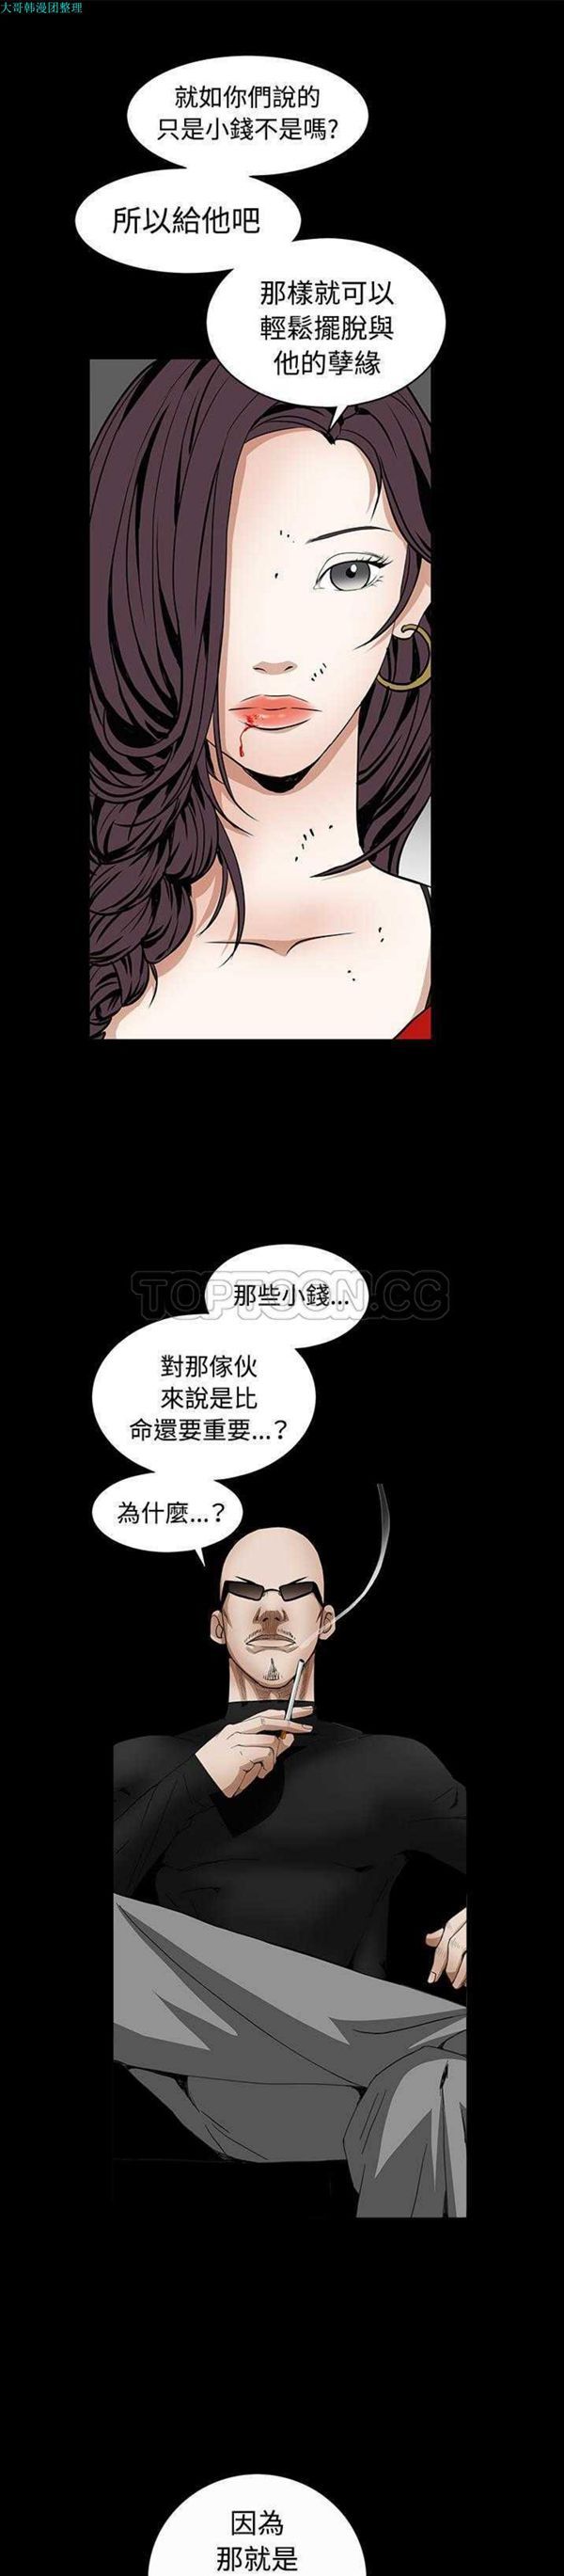 大哥韩漫团整理
就如你們說的
只是小錢不是嗎?
所以給他吧
那樣就可以
輕鬆擺脫與
他的孽緣
TOPTOON.CC
那些小錢...
對那傢伙
來說是比
命還要重要...?
為什麼...?
因為
那就是